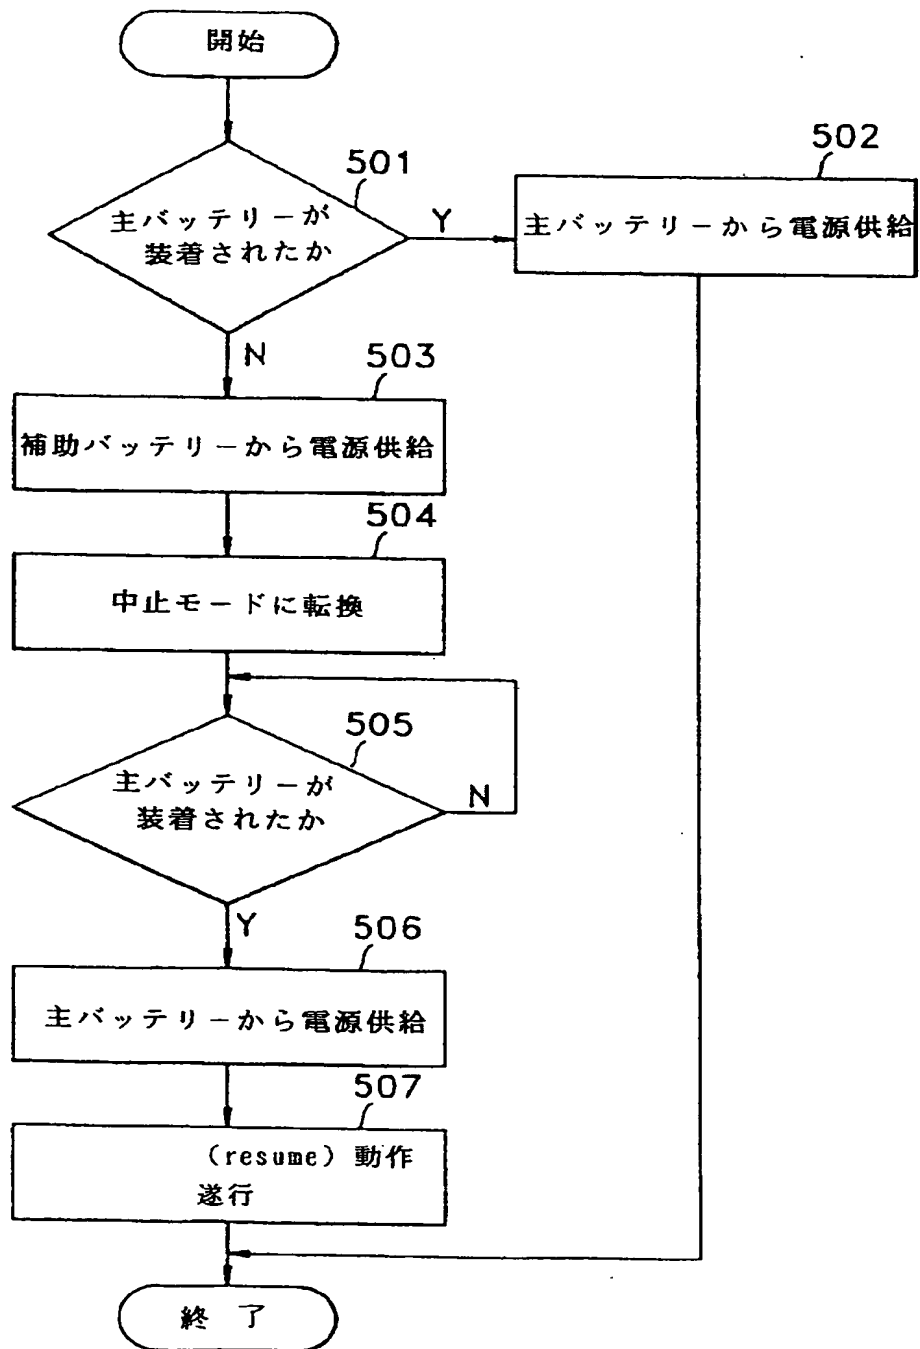 開始
501
主バッテリーが
装着されたか
Y
502
主バッテリーから電源供給
N
503
補助バッテリーから電源供給
504
中止モードに転換
505
主バッテリーが
装着されたか
N
Y
506
主バッテリーから電源供給
507
(resume)動作
遂行
終了